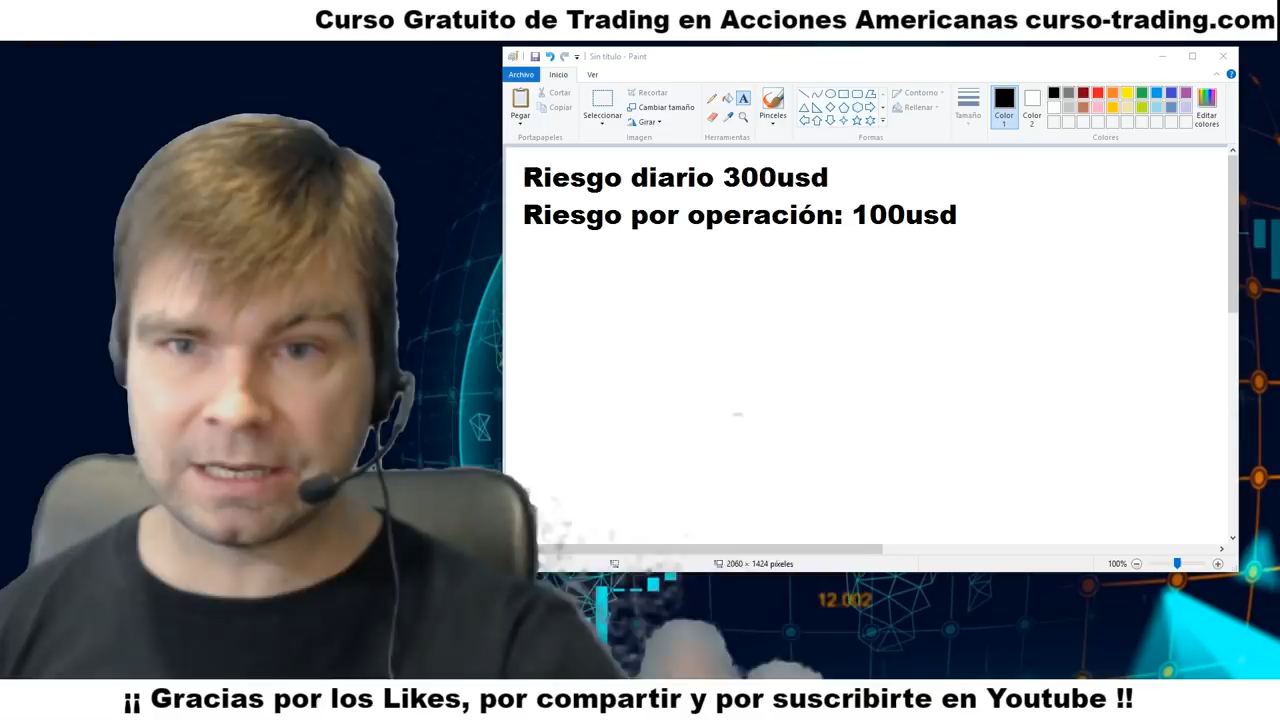 Curso Gratuito de Trading en Acciones Americanas curso-trading.com
Sin título - Paint
Archivo Inicio Ver
Pegar
Cortar
Copiar
Portapapeles
Seleccionar
Recortar
Cambiar tamaño
Girar
Imagen
Herramientas
Pinceles
Contorno
Rellenar
Formas
Tamaño
Color 1
Color 2
Editar colores
Colores
Riesgo diario 300usd
Riesgo por operación: 100usd
2060 × 1424 píxeles
100%
12.002
¡¡ Gracias por los Likes, por compartir y por suscribirte en Youtube !!